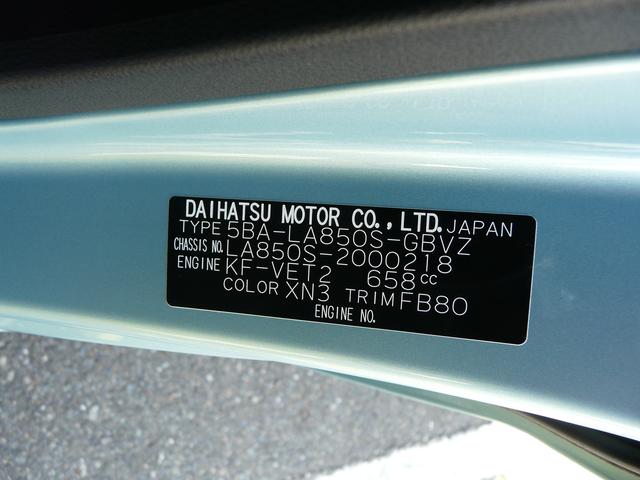 DAIHATSU MOTOR CO., LTD. JAPAN
TYPE 5BA-LA850S-GBVZ
CHASSIS NO. LA850S-2000218
ENGINE KF-VET2 658cc
COLOR XN3 TRIM FB80
ENGINE NO.